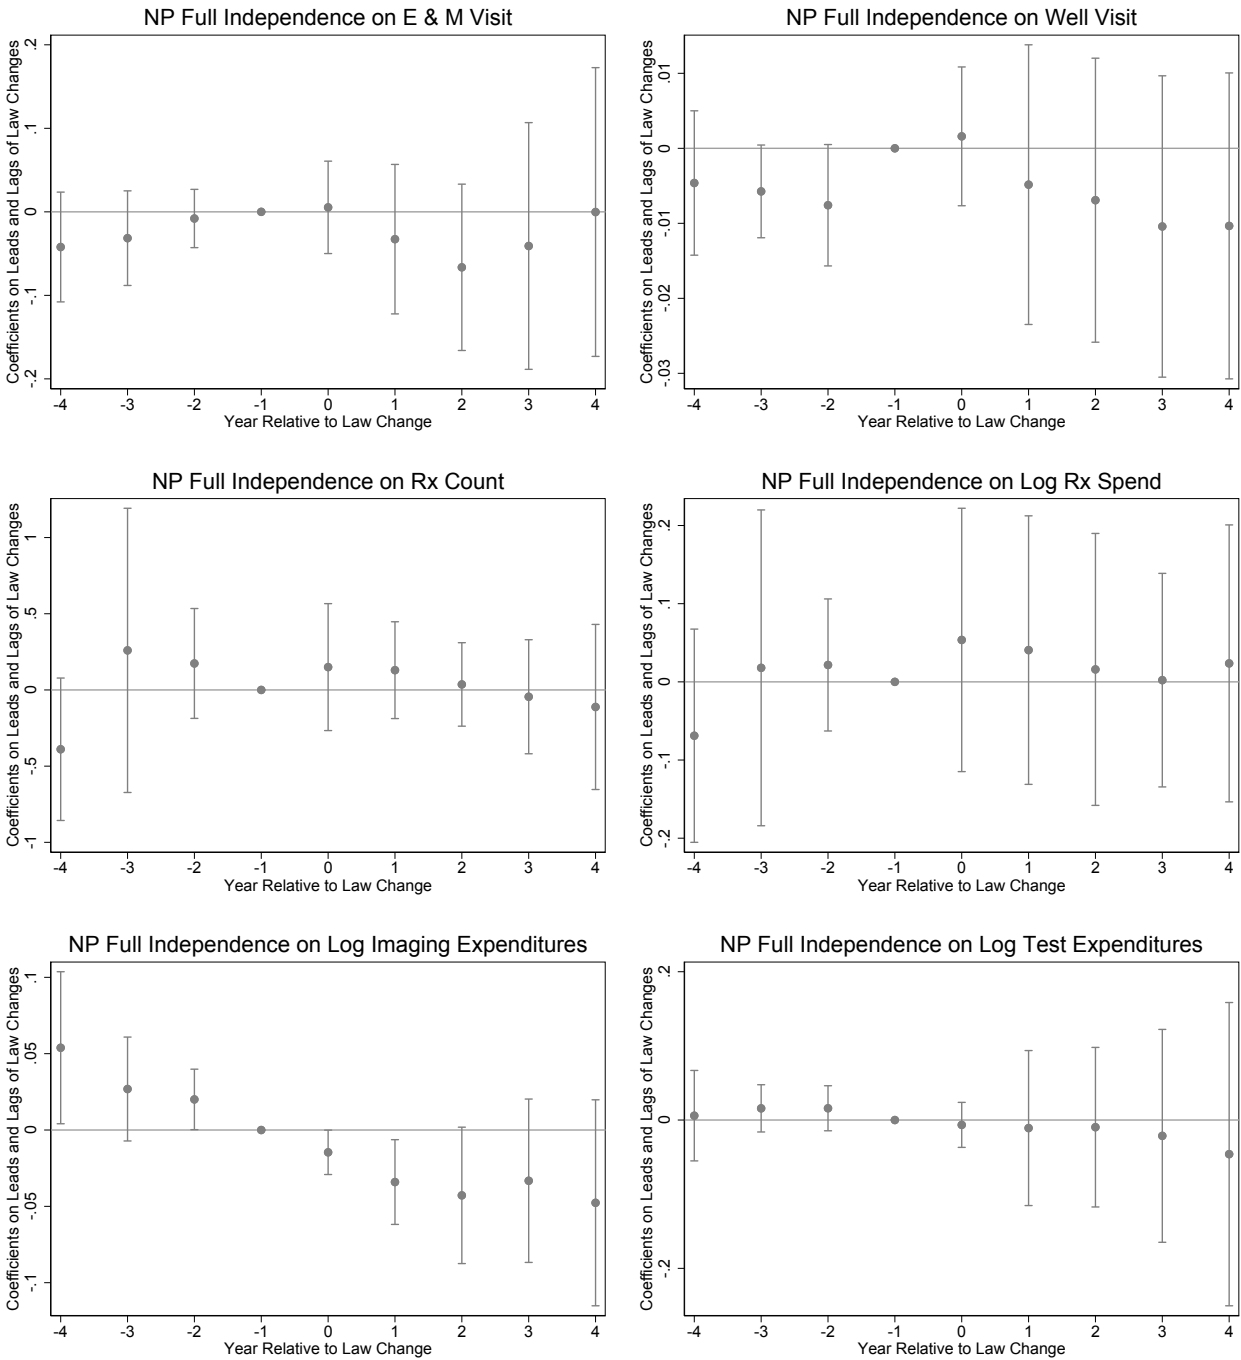 NP Full Independence on E & M Visit
Coefficients on Leads and Lags of Law Changes
.2
.1
0
-.1
-.2
-4 -3 -2 -1 0 1 2 3 4
Year Relative to Law Change
NP Full Independence on Well Visit
Coefficients on Leads and Lags of Law Changes
.01
0
-.01
-.02
-.03
-4 -3 -2 -1 0 1 2 3 4
Year Relative to Law Change
NP Full Independence on Rx Count
Coefficients on Leads and Lags of Law Changes
1
.5
0
-.5
-1
-4 -3 -2 -1 0 1 2 3 4
Year Relative to Law Change
NP Full Independence on Log Rx Spend
Coefficients on Leads and Lags of Law Changes
.2
.1
0
-.1
-.2
-4 -3 -2 -1 0 1 2 3 4
Year Relative to Law Change
NP Full Independence on Log Imaging Expenditures
Coefficients on Leads and Lags of Law Changes
.1
.05
0
-.05
-.1
-4 -3 -2 -1 0 1 2 3 4
Year Relative to Law Change
NP Full Independence on Log Test Expenditures
Coefficients on Leads and Lags of Law Changes
.2
0
-.2
-4 -3 -2 -1 0 1 2 3 4
Year Relative to Law Change